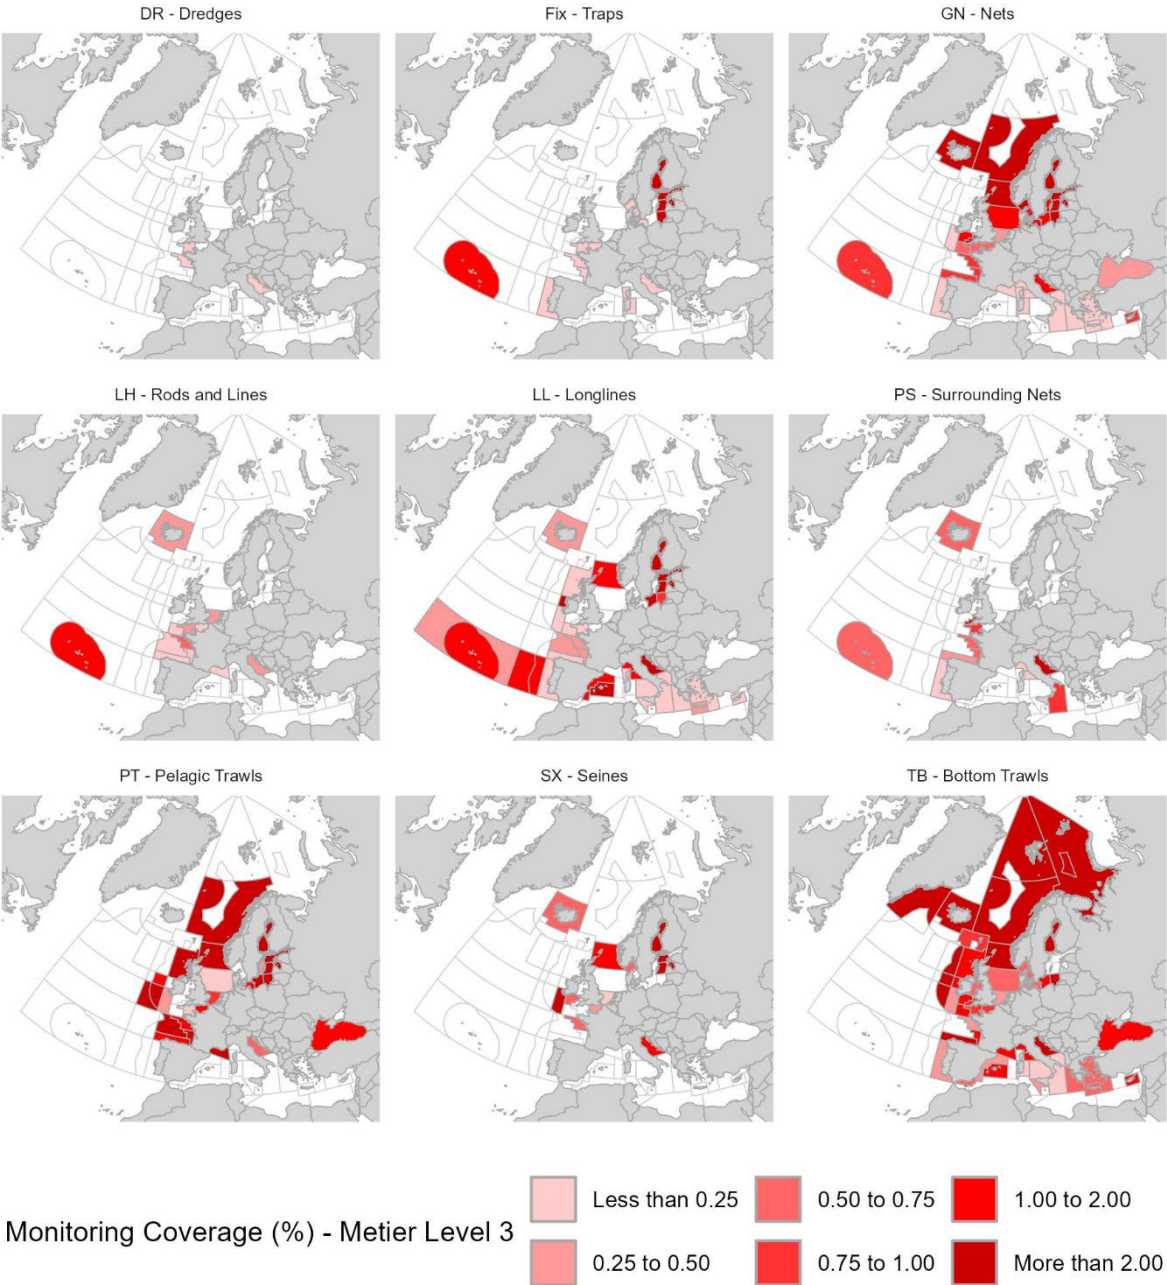 DR - Dredges
Fix - Traps
GN - Nets
LH - Rods and Lines
LL - Longlines
PS - Surrounding Nets
PT - Pelagic Trawls
SX - Seines
TB - Bottom Trawls
Monitoring Coverage (%) - Metier Level 3
Less than 0.25
0.50 to 0.75
1.00 to 2.00
0.25 to 0.50
0.75 to 1.00
More than 2.00